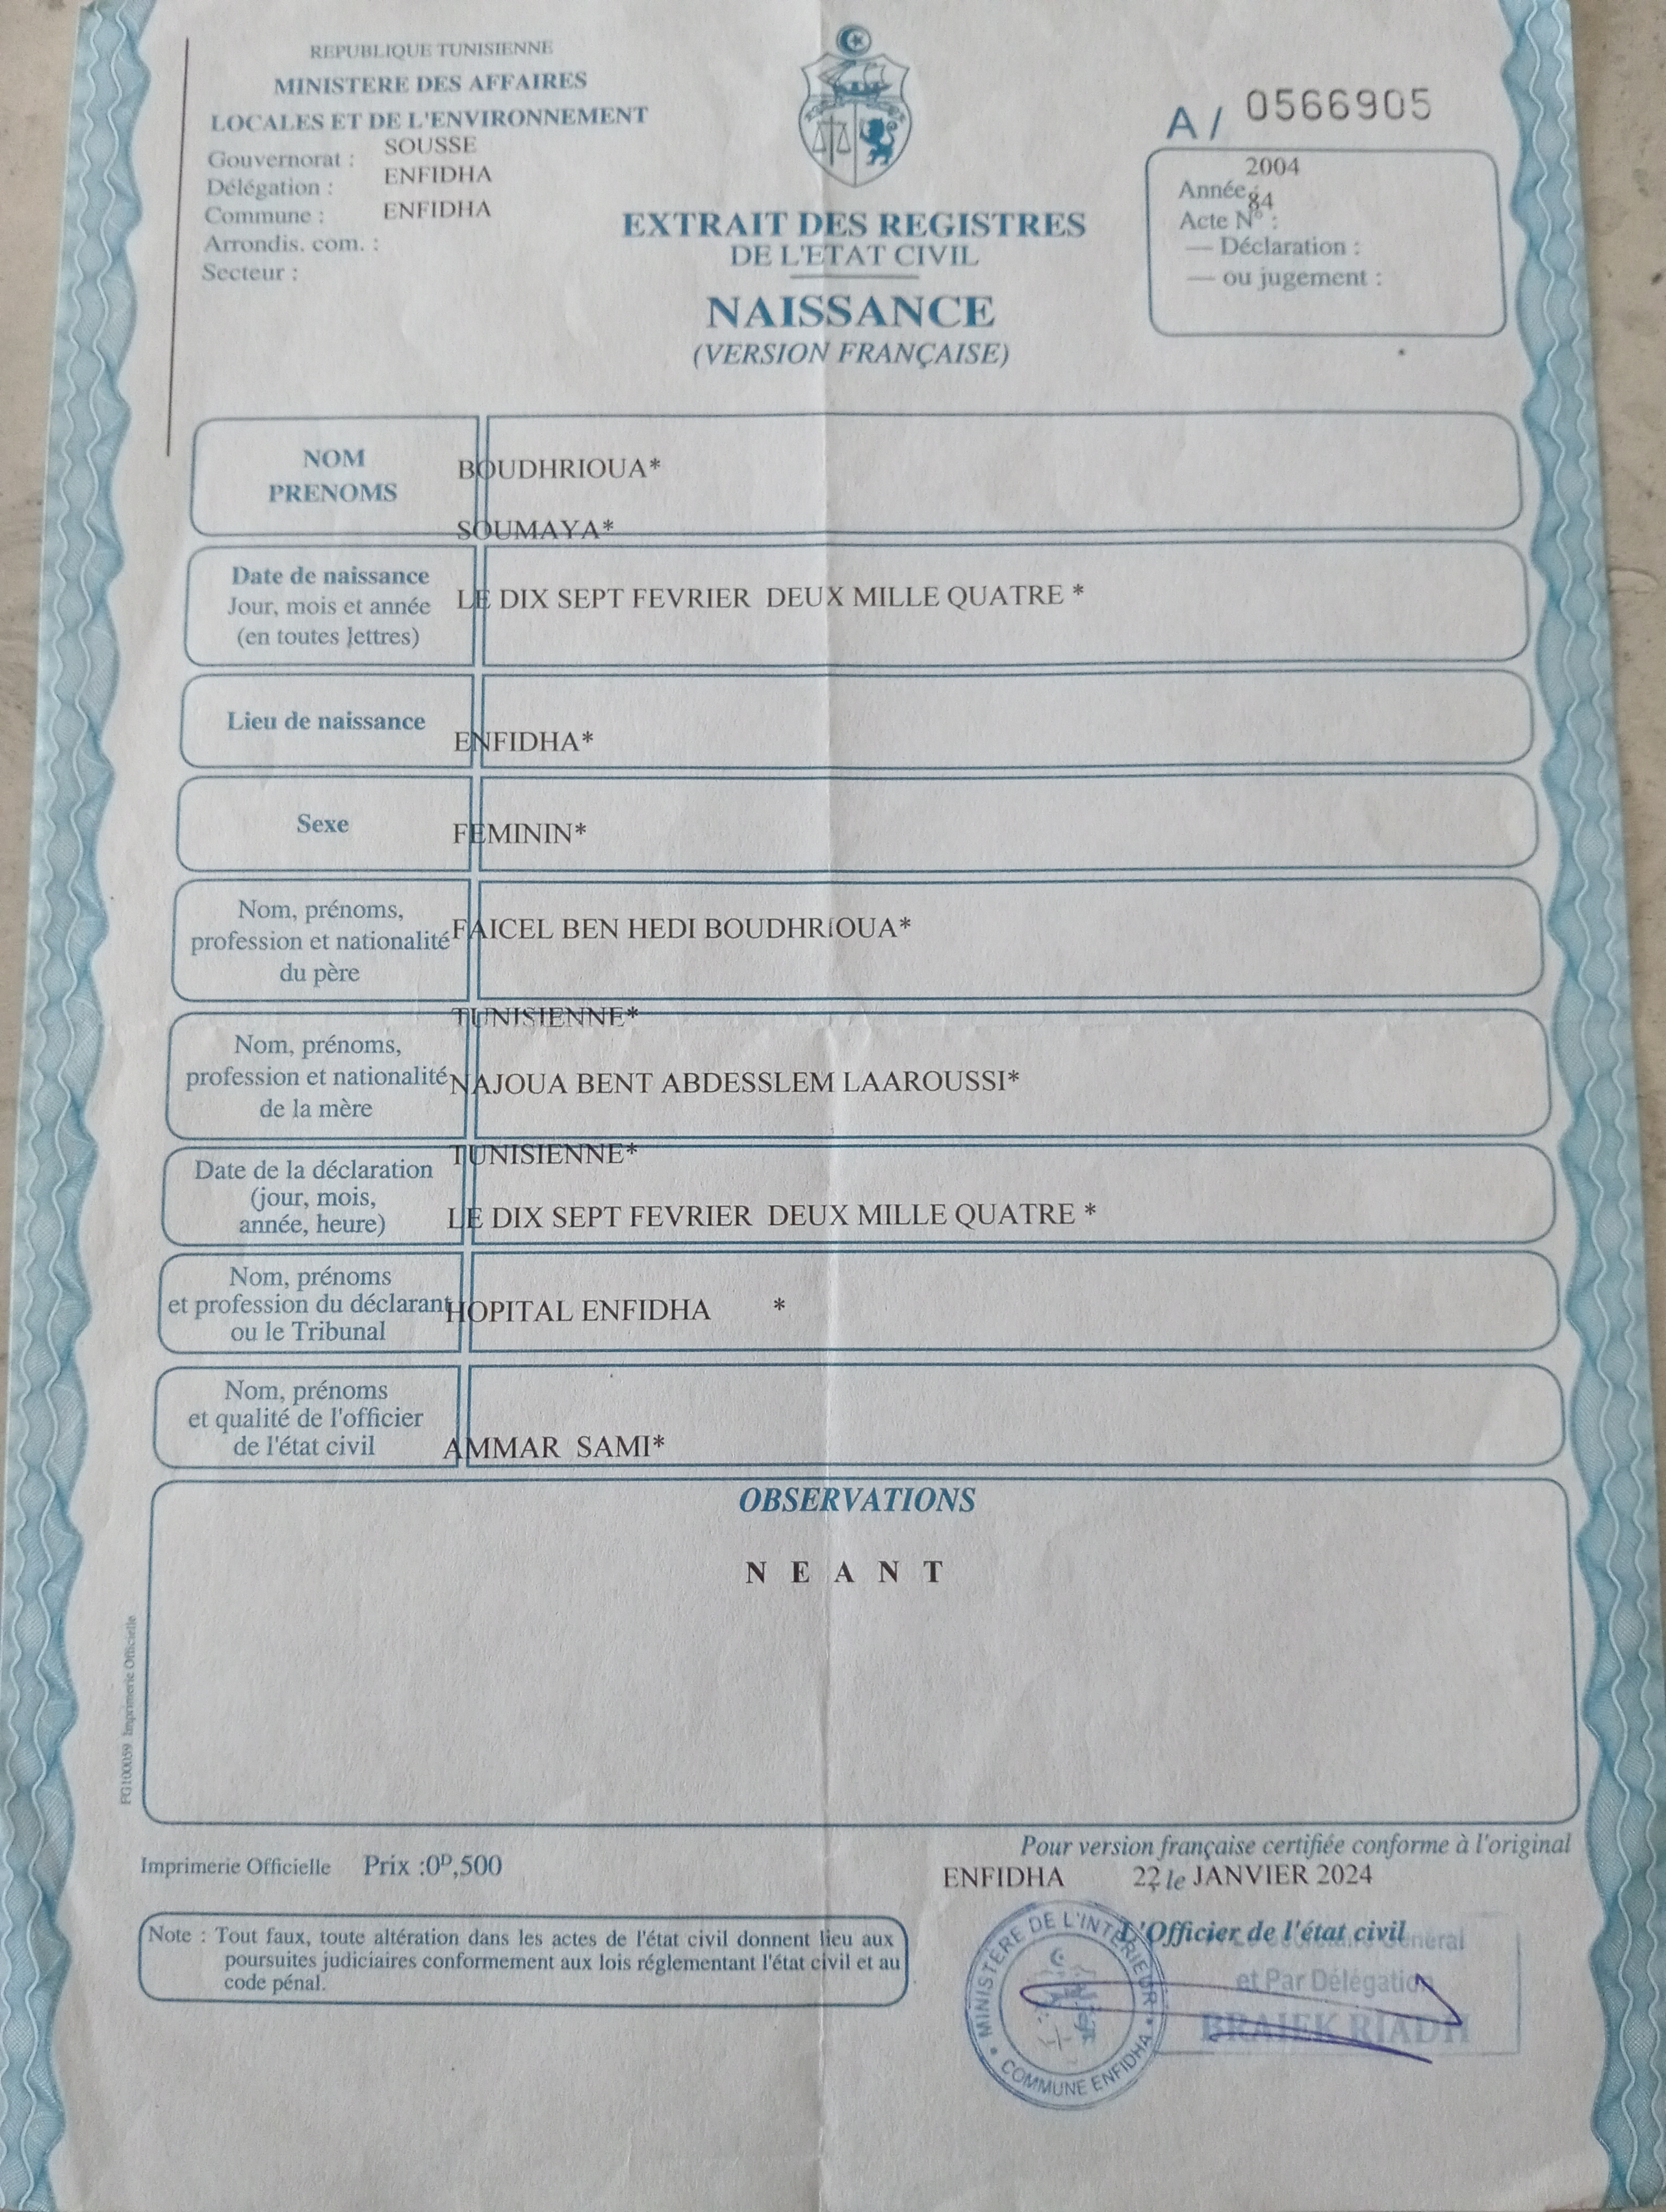 REPUBLIQUE TUNISIENNE
MINISTERE DES AFFAIRES
LOCALES ET DE L'ENVIRONNEMENT
Gouvernorat : SOUSSE
Délégation : ENFIDHA
Commune : ENFIDHA
Arrondis. com. :
Secteur :
EXTRAIT DES REGISTRES
DE L'ETAT CIVIL
NAISSANCE
(VERSION FRANÇAISE)
A / 0566905
2004
Année :
84
Acte N° :
— Déclaration :
— ou jugement :
NOM
PRENOMS
BOUDHRIOUA*
SOUMAYA*
Date de naissance
Jour, mois et année
(en toutes lettres)
LE DIX SEPT FEVRIER DEUX MILLE QUATRE *
Lieu de naissance
ENFIDHA*
Sexe
FEMININ*
Nom, prénoms,
profession et nationalité
du père
FAICEL BEN HEDI BOUDHRIOUA*
TUNISIENNE*
Nom, prénoms,
profession et nationalité
de la mère
NAJOUA BENT ABDESSLEM LAAROUSSI*
TUNISIENNE*
Date de la déclaration
(jour, mois,
année, heure)
LE DIX SEPT FEVRIER DEUX MILLE QUATRE *
Nom, prénoms
et profession du déclarant
ou le Tribunal
HOPITAL ENFIDHA *
Nom, prénoms
et qualité de l'officier
de l'état civil
AMMAR SAMI*
OBSERVATIONS
N E A N T
FG100059 Imprimerie Officielle
Imprimerie Officielle Prix :0ᴰ,500
Pour version française certifiée conforme à l'original
ENFIDHA 22, le JANVIER 2024
Note : Tout faux, toute altération dans les actes de l'état civil donnent lieu aux
poursuites judiciaires conformement aux lois réglementant l'état civil et au
code pénal.
L'Officier de l'état civil
Le Secrétaire Général
et Par Délégation
BRAIEK RIADH
MINISTÈRE DE L'INTÉRIEUR
COMMUNE ENFIDHA